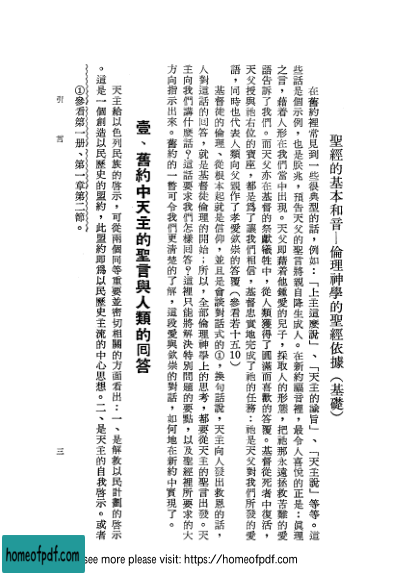 聖經的基本和音—倫理神學的聖經依據（基礎）
在舊約裡常見到一些很典型的話，例如：「上主這麼說」、「天主的諭旨」、「天主說」等等。這
些話是個示例，也是朕兆，預告天父的聖言將親自降生成人。在新約福音裡，最令人喜悅的正是：真理
之言，藉着人形在我們當中出現。天父即藉着他鍾愛的兒子，採取人的形態，把祂那永遠拯救苦難的愛
語告訴了我們。而天父亦在基督的祭獻犧牲中，從人類獲得了圓滿而喜歡的答覆。基督從死者中復活，
天父授與祂右位的寶座，都是爲了讓我們相信，基督忠實地完成了祂的任務：祂是天父對我們所發的愛
語，同時也代表人類向父親作了孝愛欽崇的答覆（參看若十五10）
基督徒的倫理、從根本起就是信仰，並且是會談對話式的①，換句話說，天主向人發出救恩的話，
人對這話的回答，就是基督徒倫理的開始；所以，全部倫理神學上的思考，都要從天主的聖言出發。天
主向我們講什麼話？這話要求我們怎樣回答？這裡只能將解決特別問題的要點，以及聖經裡所要求的大
方向指示出來。舊約的一瞥可令我們更清楚的了解，這段愛與欽崇的對話，如何地在新約中實現了。
壹、舊約中天主的聖言與人類的回答
天主給以色列民族的啓示，可從兩個同等重要並密切相關的方面看出：一、是解救以民計劃的啓示
。這是一個創造以民歷史的盟約，此盟約即爲以民歷史主流的中心思想。二、是天主的自我啓示。或者
①參看第一册、第一章第二節。
引言
三
homeofpdf.com
see more please visit: https://homeofpdf.com